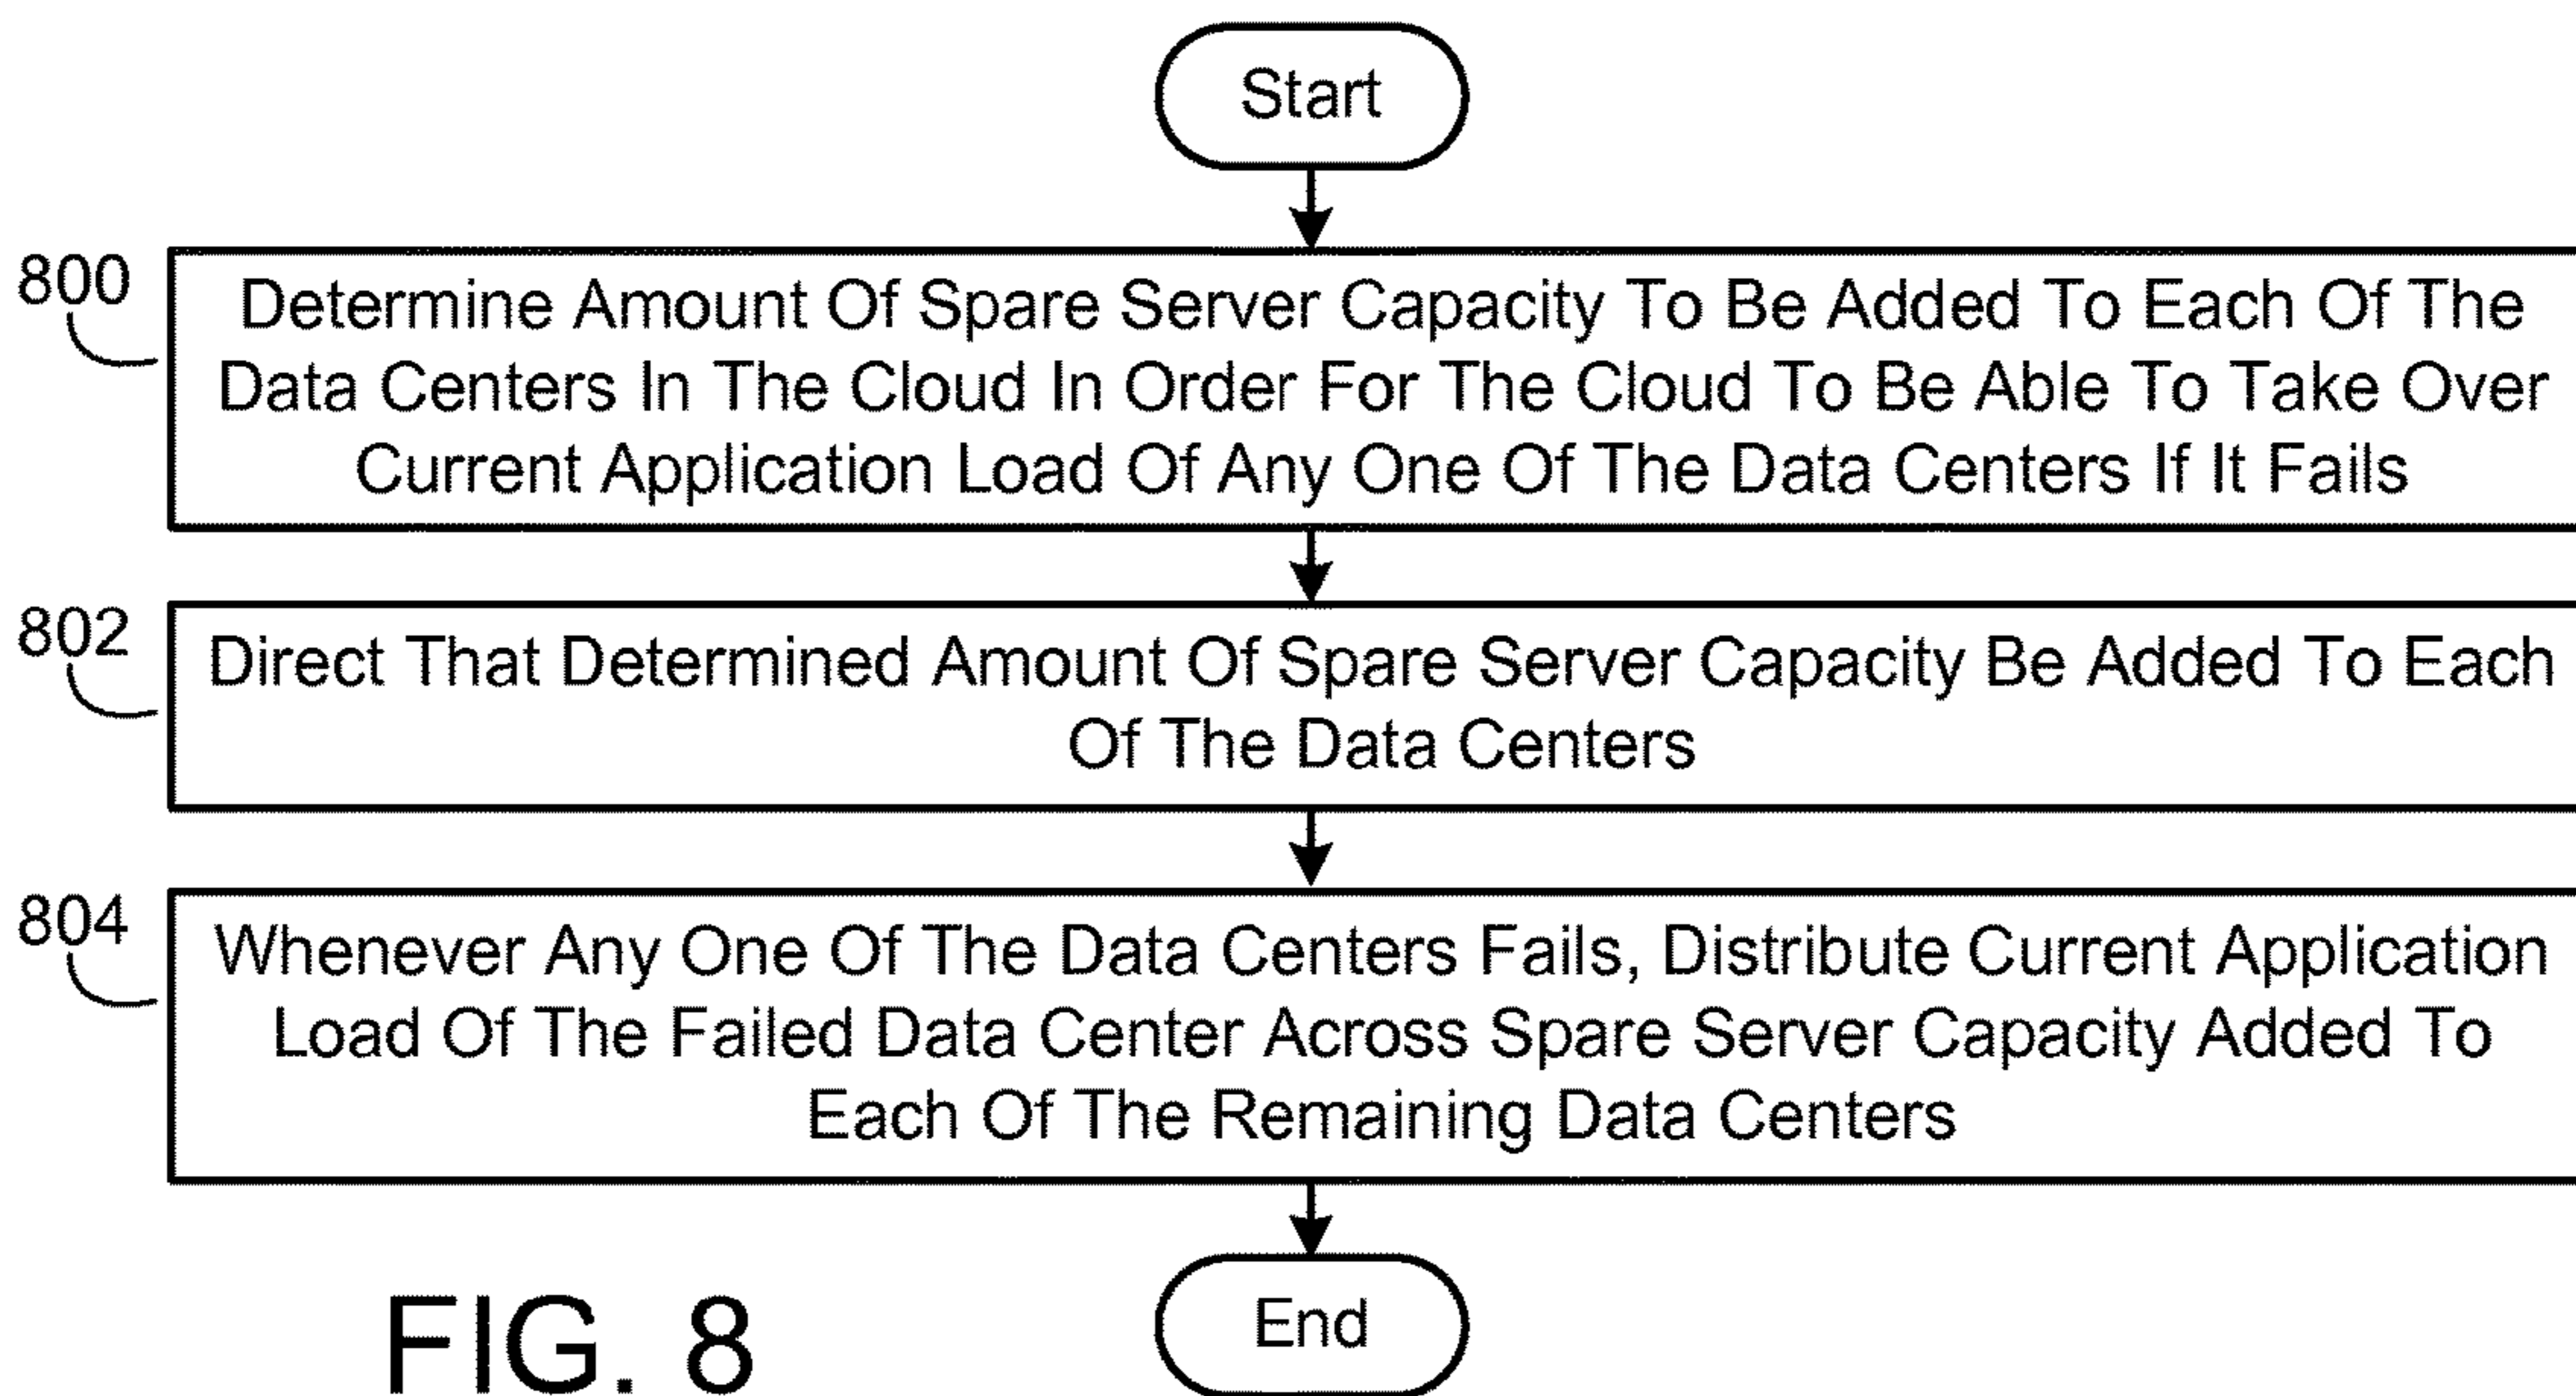 Start
800
Determine Amount Of Spare Server Capacity To Be Added To Each Of The
Data Centers In The Cloud In Order For The Cloud To Be Able To Take Over
Current Application Load Of Any One Of The Data Centers If It Fails
802
Direct That Determined Amount Of Spare Server Capacity Be Added To Each
Of The Data Centers
804
Whenever Any One Of The Data Centers Fails, Distribute Current Application
Load Of The Failed Data Center Across Spare Server Capacity Added To
Each Of The Remaining Data Centers
End
FIG. 8